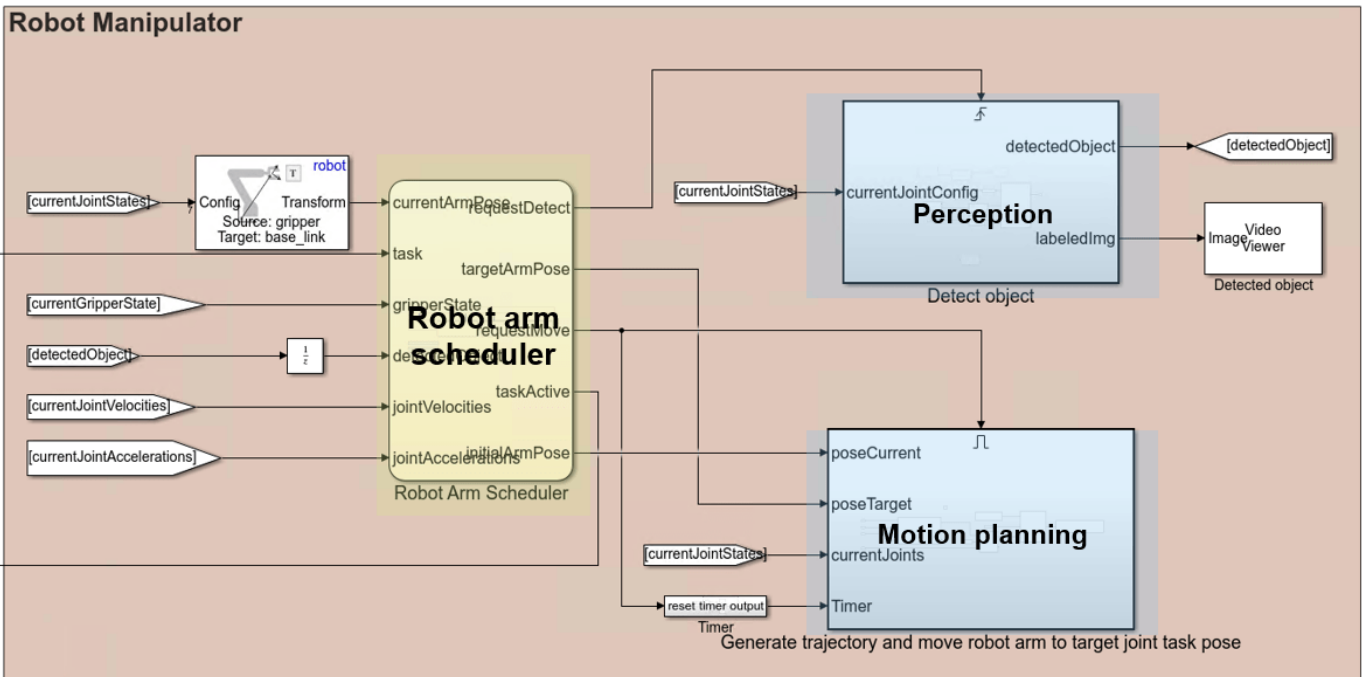 Robot Manipulator
[currentJointStates]
7
robot
Config
Transform
Source: gripper
Target: base_link
T
[currentGripperState]
[detectedObject]
1
z
[currentJointVelocities]
[currentJointAccelerations]
currentArmPose
task
gripperState
detectedObject
jointVelocities
jointAccelerations
requestDetect
targetArmPose
requestMove
taskActive
initialArmPose
Robot arm
scheduler
Robot Arm Scheduler
[currentJointStates]
currentJointConfig
detectedObject
labeledImg
Perception
Detect object
[detectedObject]
Image
Video
Viewer
Detected object
poseCurrent
poseTarget
currentJoints
Timer
Motion planning
[currentJointStates]
reset timer output
Timer
Generate trajectory and move robot arm to target joint task pose